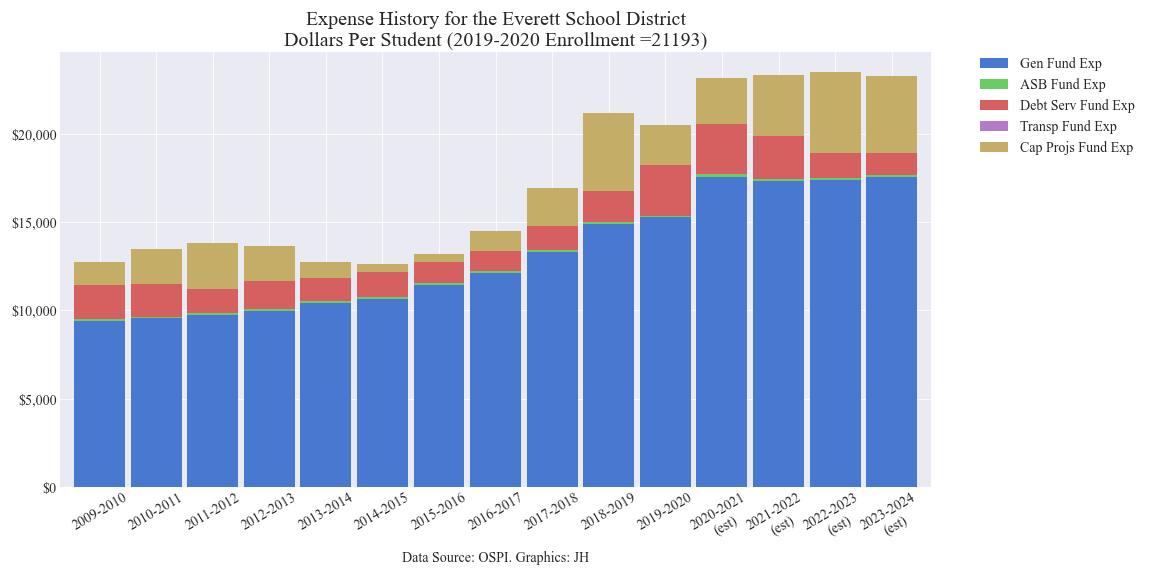 Expense History for the Everett School District
Dollars Per Student (2019-2020 Enrollment =21193)
Gen Fund Exp
ASB Fund Exp
Debt Serv Fund Exp
Transp Fund Exp
Cap Projs Fund Exp
$20,000
$15,000
$10,000
$5,000
$0
2009-2010
2010-2011
2011-2012
2012-2013
2013-2014
2014-2015
2015-2016
2016-2017
2017-2018
2018-2019
2019-2020
2020-2021
(est)
2021-2022
(est)
2022-2023
(est)
2023-2024
(est)
Data Source: OSPI. Graphics: JH